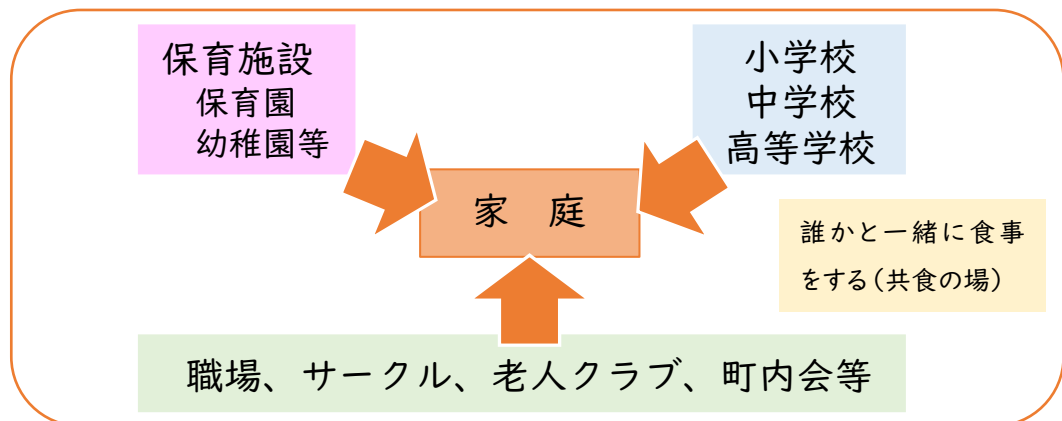 保育施設
保育園
幼稚園等
小学校
中学校
高等学校
家　庭
誰かと一緒に食事
をする（共食の場）
職場、サークル、老人クラブ、町内会等